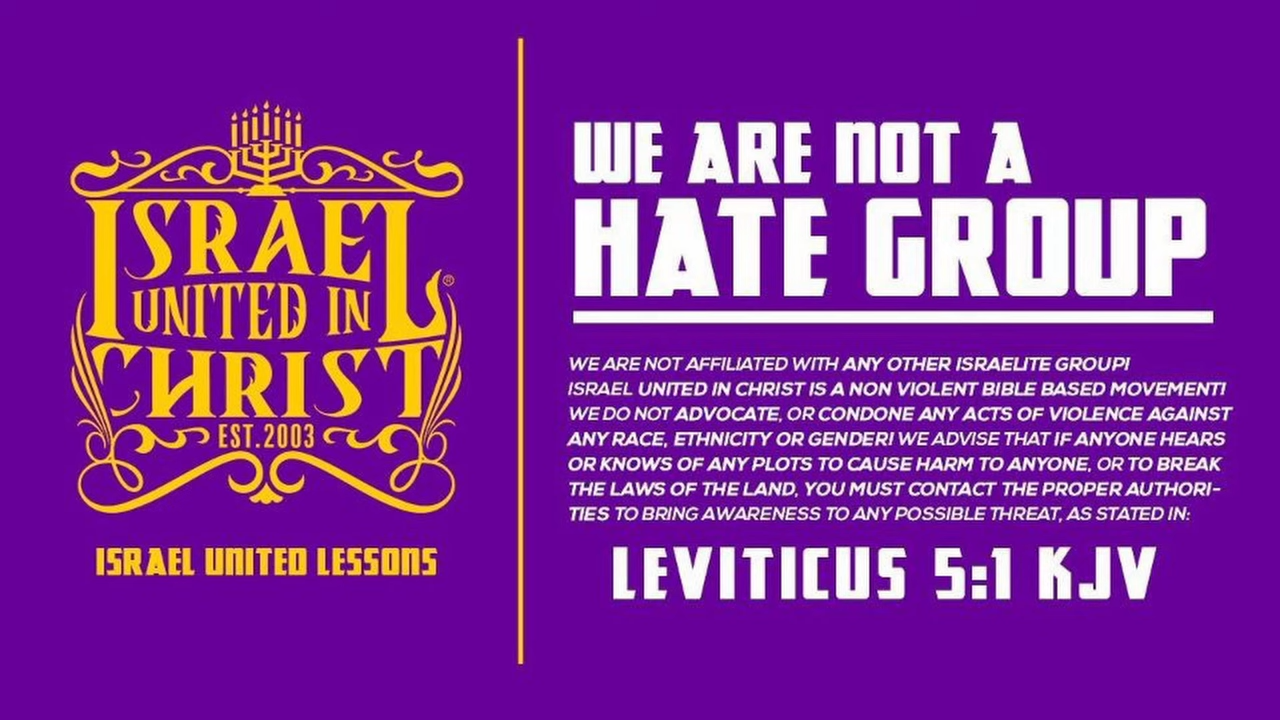 ISRAEL
UNITED IN
CHRIST
®
EST.2003
ISRAEL UNITED LESSONS
WE ARE NOT A
HATE GROUP
WE ARE NOT AFFILIATED WITH ANY OTHER ISRAELITE GROUP!
ISRAEL UNITED IN CHRIST IS A NON VIOLENT BIBLE BASED MOVEMENT!
WE DO NOT ADVOCATE, OR CONDONE ANY ACTS OF VIOLENCE AGAINST
ANY RACE, ETHNICITY OR GENDER! WE ADVISE THAT IF ANYONE HEARS
OR KNOWS OF ANY PLOTS TO CAUSE HARM TO ANYONE, OR TO BREAK
THE LAWS OF THE LAND, YOU MUST CONTACT THE PROPER AUTHORI-
TIES TO BRING AWARENESS TO ANY POSSIBLE THREAT, AS STATED IN:
LEVITICUS 5:1 KJV